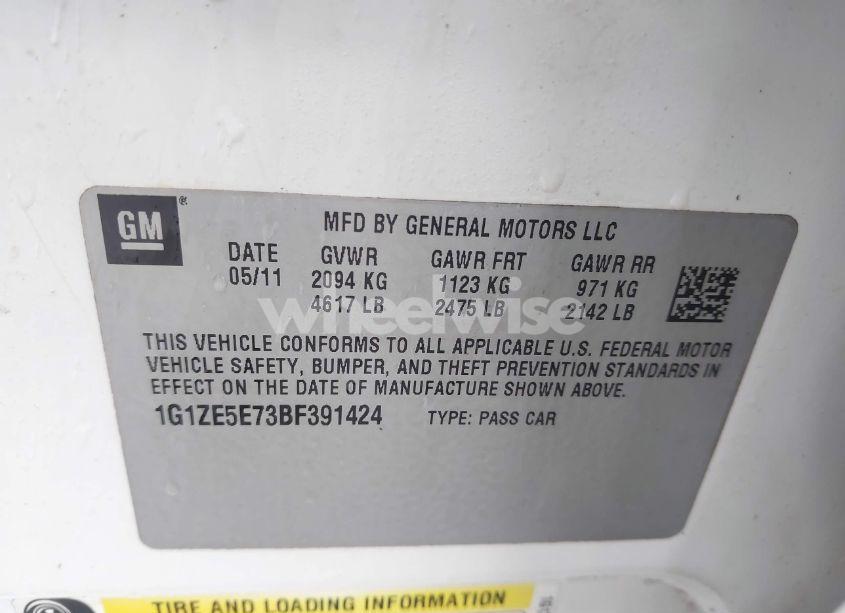 GM®
MFD BY GENERAL MOTORS LLC
DATE GVWR GAWR FRT GAWR RR
05/11 2094 KG 1123 KG 971 KG
4617 LB 2475 LB 2142 LB
wheelwise
THIS VEHICLE CONFORMS TO ALL APPLICABLE U.S. FEDERAL MOTOR
VEHICLE SAFETY, BUMPER, AND THEFT PREVENTION STANDARDS IN
EFFECT ON THE DATE OF MANUFACTURE SHOWN ABOVE.
1G1ZE5E73BF391424 TYPE: PASS CAR
TIRE AND LOADING INFORMATION